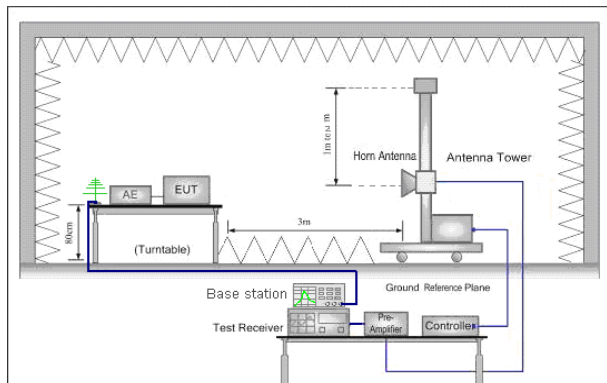 1m to 4 m
Horn Antenna
Antenna Tower
AE
EUT
3m
80cm
(Turntable)
Base station
Ground Reference Plane
Test Receiver
Pre-
Amplifier
Controller